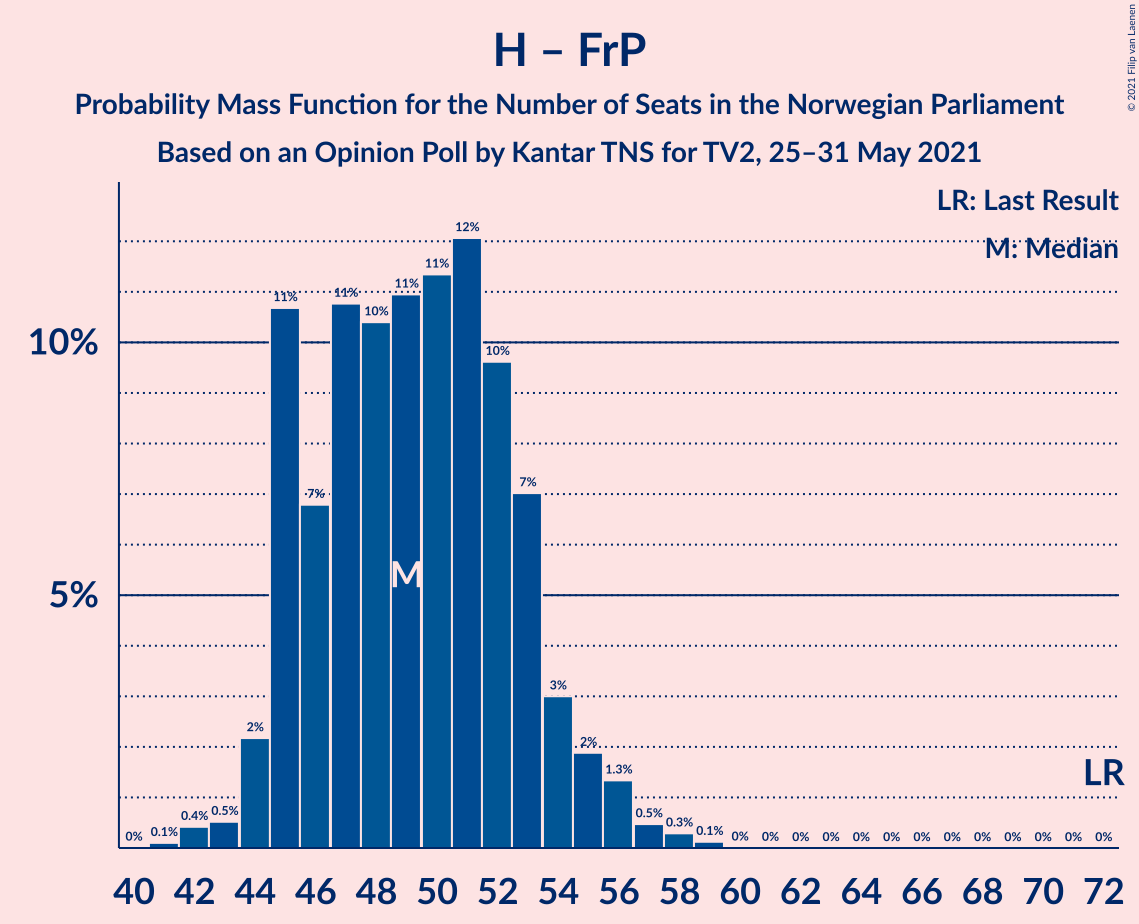 H – FrP
Probability Mass Function for the Number of Seats in the Norwegian Parliament
Based on an Opinion Poll by Kantar TNS for TV2, 25–31 May 2021
© 2021 Filip van Laenen
LR: Last Result
M: Median
10%
5%
0% 0.1% 0.4% 0.5% 2% 11% 7% 11% 10% 11% 11% 12% 10% 7% 3% 2% 1.3% 0.5% 0.3% 0.1% 0% 0% 0% 0% 0% 0% 0% 0% 0% 0% 0% 0% 0%
M
LR
40 42 44 46 48 50 52 54 56 58 60 62 64 66 68 70 72